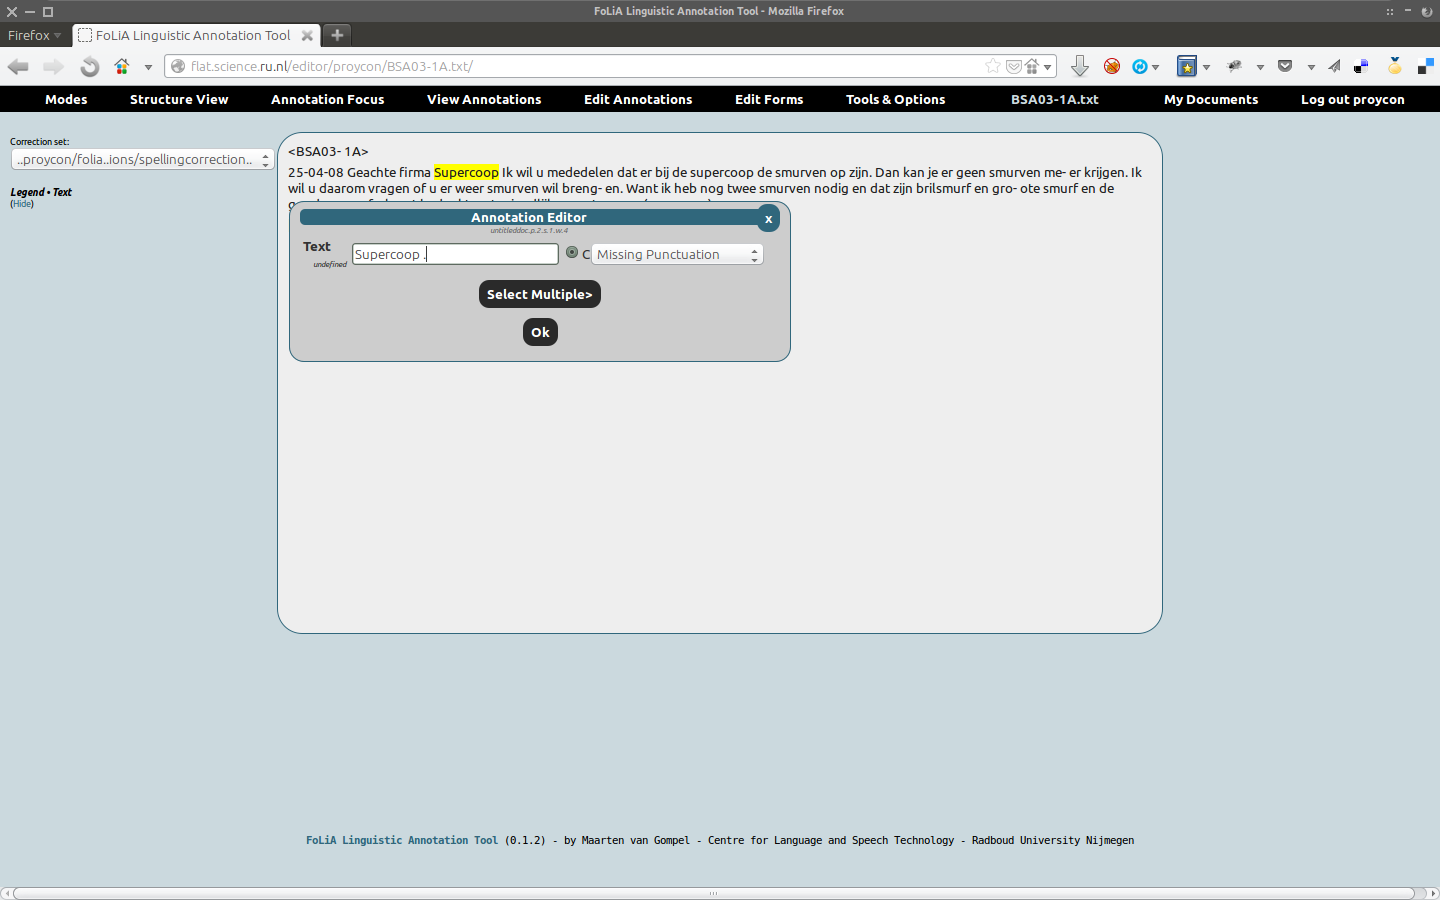 FoLiA Linguistic Annotation Tool - Mozilla Firefox
Firefox
FoLiA Linguistic Annotation Tool
flat.science.ru.nl/editor/proycon/BSA03-1A.txt/
Modes Structure View Annotation Focus View Annotations Edit Annotations Edit Forms Tools & Options BSA03-1A.txt My Documents Log out proycon
Correction set:
..proycon/folia..ions/spellingcorrection..
Legend • Text
(Hide)
<BSA03- 1A>
25-04-08 Geachte firma Supercoop Ik wil u mededelen dat er bij de supercoop de smurven op zijn. Dan kan je er geen smurven me- er krijgen. Ik
wil u daarom vragen of u er weer smurven wil breng- en. Want ik heb nog twee smurven nodig en dat zijn brilsmurf en gro- ote smurf en de
Annotation Editor
x
untitleddoc.p.2.s.1.w.4
Text
undefined
Supercoop .
C
Missing Punctuation
Select Multiple>
Ok
FoLiA Linguistic Annotation Tool (0.1.2) - by Maarten van Gompel - Centre for Language and Speech Technology - Radboud University Nijmegen